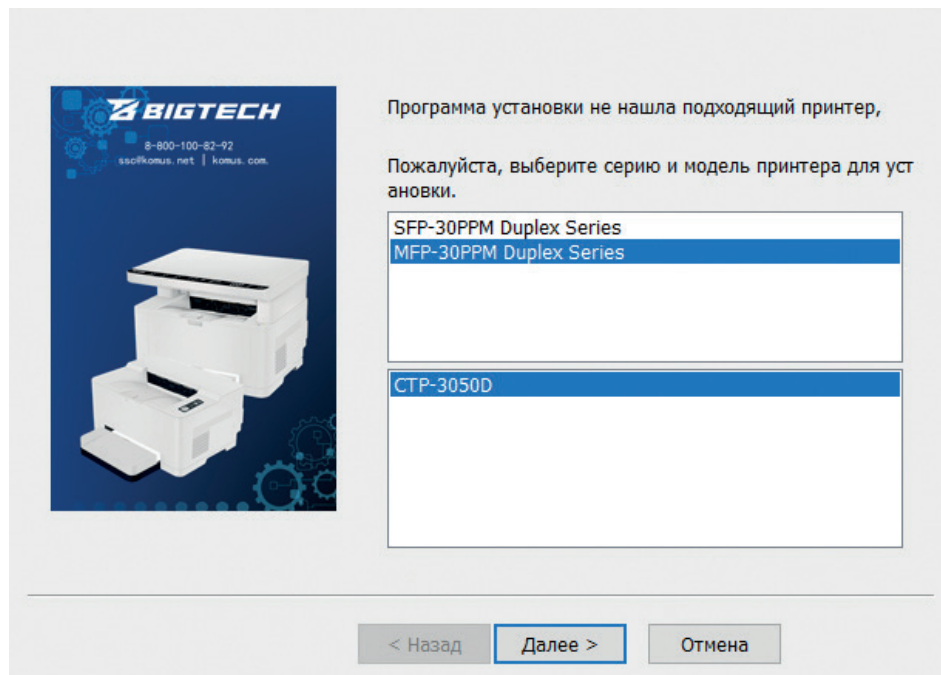 BIGTECH
8-800-100-82-92
ssc@komus.net | komus.com.
Программа установки не нашла подходящий принтер,
Пожалуйста, выберите серию и модель принтера для уст
ановки.
SFP-30PPM Duplex Series
MFP-30PPM Duplex Series
CTP-3050D
< Назад
Далее >
Отмена